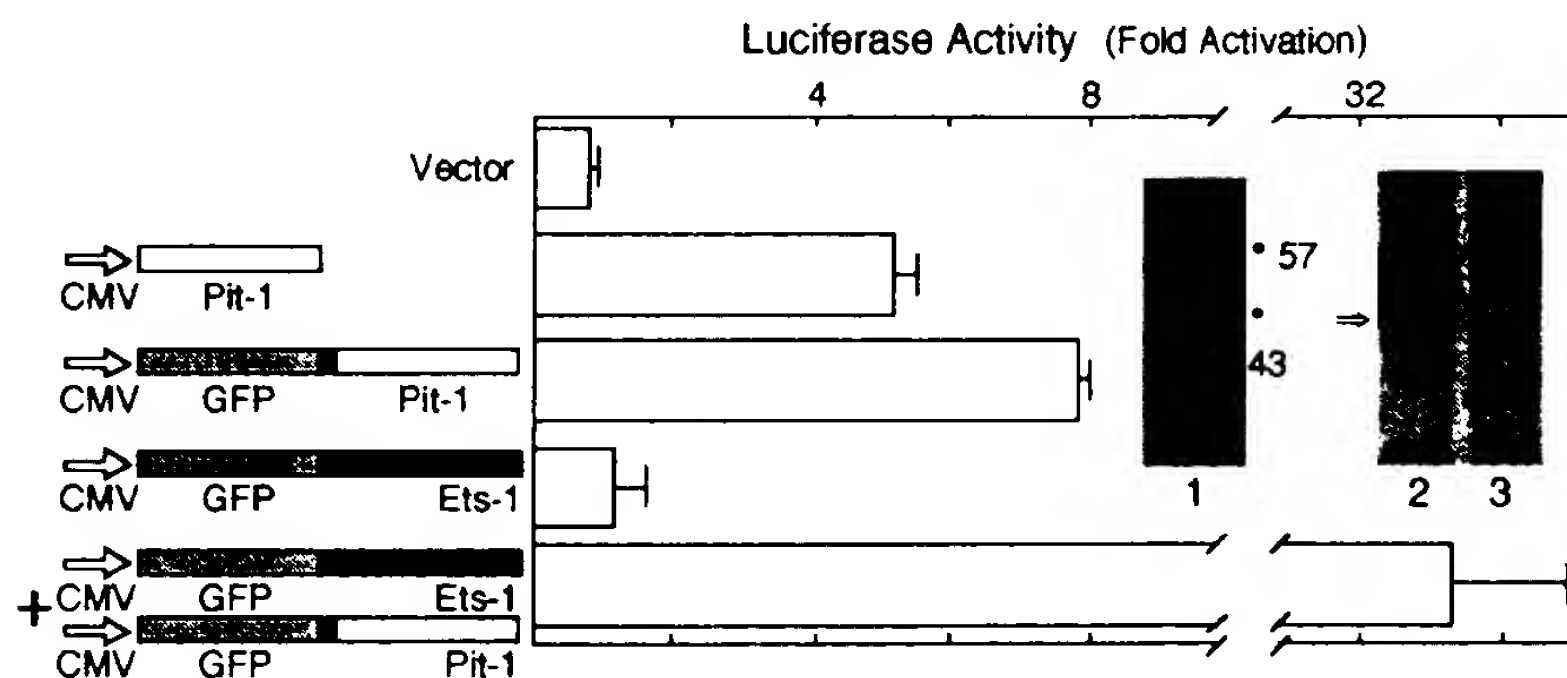 Luciferase Activity (Fold Activation)
4 8 32
Vector
CMV Pit-1
57
43
CMV GFP Pit-1
CMV GFP Ets-1
1 2 3
CMV GFP Ets-1
+
CMV GFP Pit-1